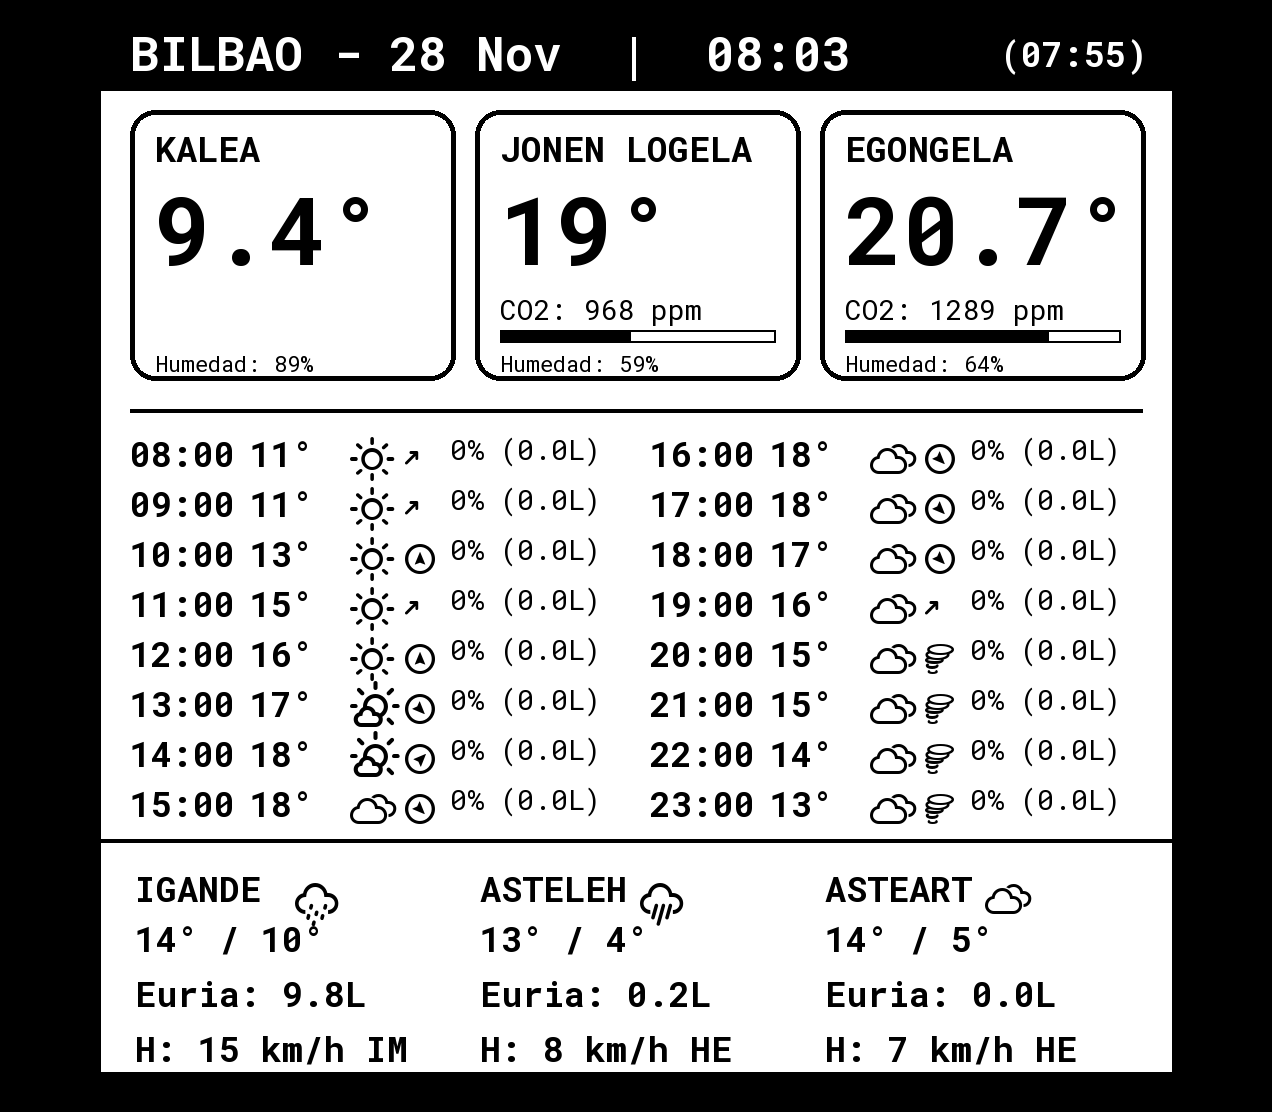 BILBAO - 28 Nov | 08:03 (07:55)
KALEA
9.4°
Humedad: 89%
JONEN LOGELA
19°
CO2: 968 ppm
Humedad: 59%
EGONGELA
20.7°
CO2: 1289 ppm
Humedad: 64%
08:00 11° 0% (0.0L)
09:00 11° 0% (0.0L)
10:00 13° 0% (0.0L)
11:00 15° 0% (0.0L)
12:00 16° 0% (0.0L)
13:00 17° 0% (0.0L)
14:00 18° 0% (0.0L)
15:00 18° 0% (0.0L)
16:00 18° 0% (0.0L)
17:00 18° 0% (0.0L)
18:00 17° 0% (0.0L)
19:00 16° 0% (0.0L)
20:00 15° 0% (0.0L)
21:00 15° 0% (0.0L)
22:00 14° 0% (0.0L)
23:00 13° 0% (0.0L)
IGANDE
14° / 10°
Euria: 9.8L
H: 15 km/h IM
ASTELEH
13° / 4°
Euria: 0.2L
H: 8 km/h HE
ASTEART
14° / 5°
Euria: 0.0L
H: 7 km/h HE